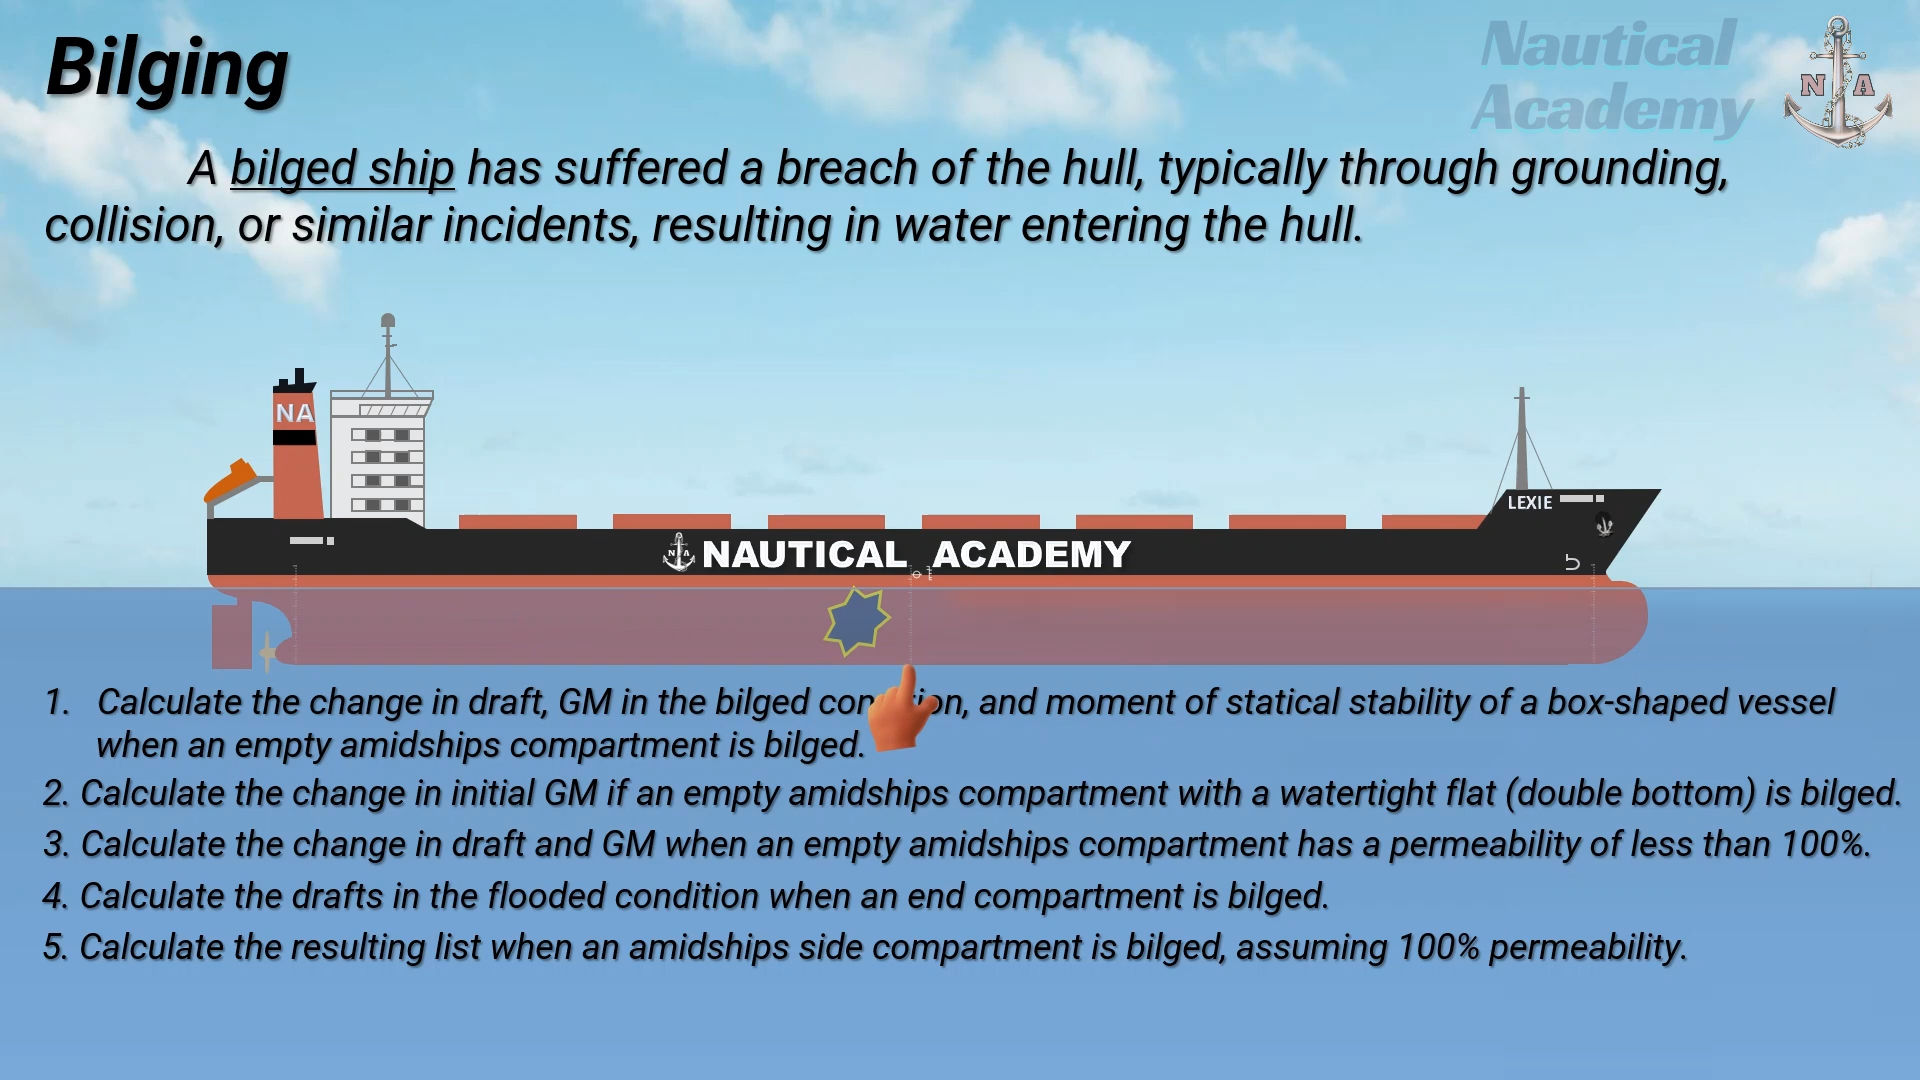 Bilging
Nautical
Academy
N A
A bilged ship has suffered a breach of the hull, typically through grounding,
collision, or similar incidents, resulting in water entering the hull.
NA
LEXIE
NAUTICAL ACADEMY
1. Calculate the change in draft, GM in the bilged con ion, and moment of statical stability of a box-shaped vessel
when an empty amidships compartment is bilged.
2. Calculate the change in initial GM if an empty amidships compartment with a watertight flat (double bottom) is bilged.
3. Calculate the change in draft and GM when an empty amidships compartment has a permeability of less than 100%.
4. Calculate the drafts in the flooded condition when an end compartment is bilged.
5. Calculate the resulting list when an amidships side compartment is bilged, assuming 100% permeability.